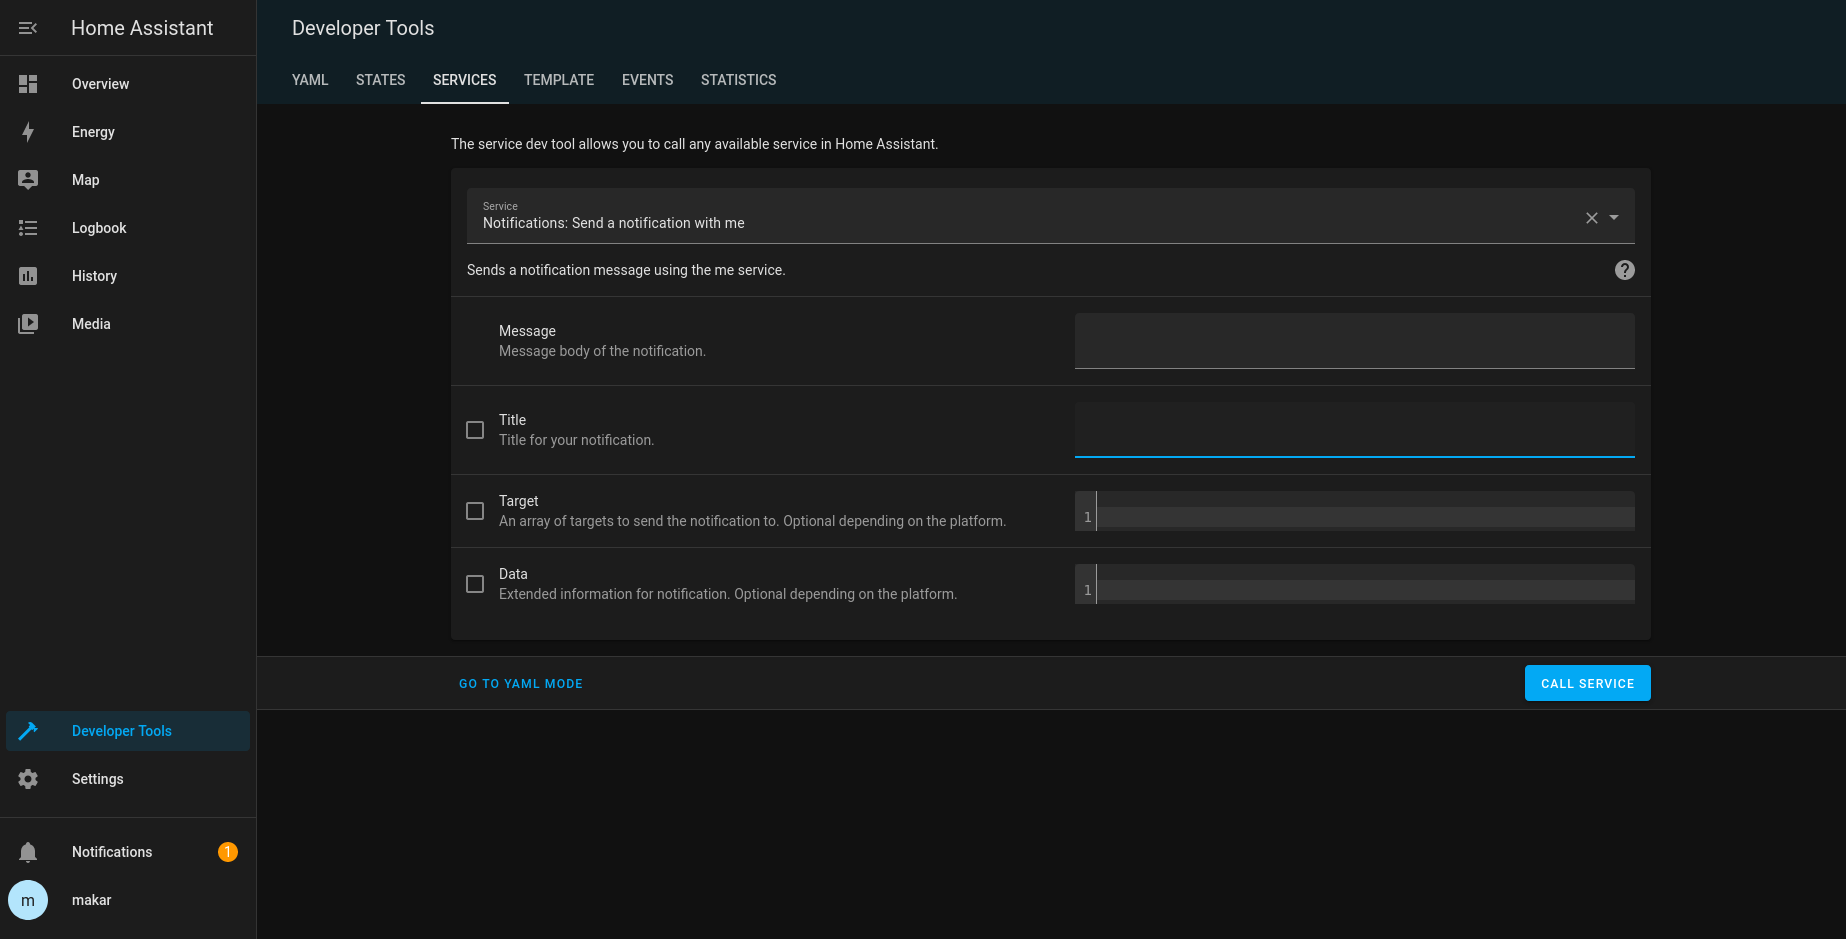 Home Assistant
Overview
Energy
Map
Logbook
History
Media
Developer Tools
Settings
Notifications 1
m makar
Developer Tools
YAML STATES SERVICES TEMPLATE EVENTS STATISTICS
The service dev tool allows you to call any available service in Home Assistant.
Service
Notifications: Send a notification with me
Sends a notification message using the me service.
Message
Message body of the notification.
Title
Title for your notification.
Target
An array of targets to send the notification to. Optional depending on the platform.
1
Data
Extended information for notification. Optional depending on the platform.
1
GO TO YAML MODE CALL SERVICE